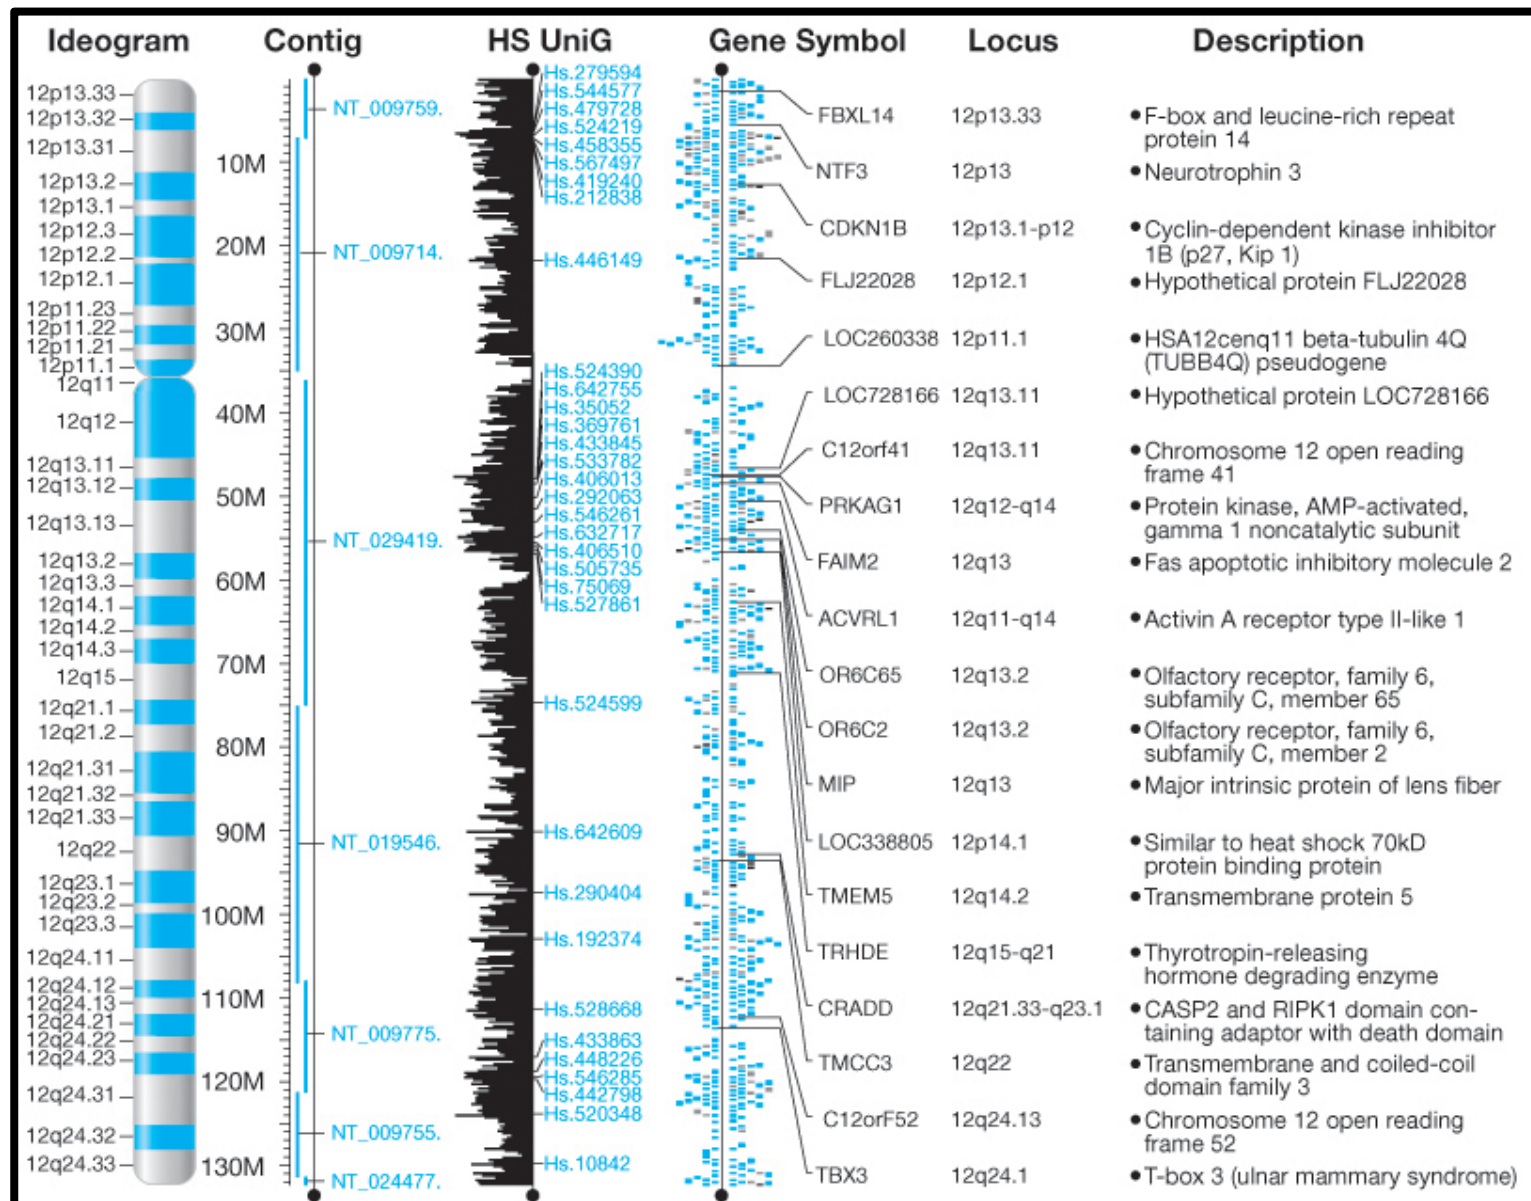 Ideogram
Contig
HS UniG
Gene Symbol
Locus
Description
12p13.33
12p13.32
12p13.31
12p13.2
12p13.1
12p12.3
12p12.2
12p12.1
12p11.23
12p11.22
12p11.21
12p11.1
12q11
12q12
12q13.11
12q13.12
12q13.13
12q13.2
12q13.3
12q14.1
12q14.2
12q14.3
12q15
12q21.1
12q21.2
12q21.31
12q21.32
12q21.33
12q22
12q23.1
12q23.2
12q23.3
12q24.11
12q24.12
12q24.13
12q24.21
12q24.22
12q24.23
12q24.31
12q24.32
12q24.33
10M
20M
30M
40M
50M
60M
70M
80M
90M
100M
110M
120M
130M
NT_009759.
NT_009714.
NT_029419.
NT_019546.
NT_009775.
NT_009755.
NT_024477.
Hs.279594
Hs.544577
Hs.479728
Hs.524219
Hs.458355
Hs.567497
Hs.419240
Hs.212838
Hs.446149
Hs.524390
Hs.642755
Hs.35052
Hs.369761
Hs.433845
Hs.533782
Hs.406013
Hs.292063
Hs.546261
Hs.632717
Hs.406510
Hs.505735
Hs.75069
Hs.527861
Hs.524599
Hs.642609
Hs.290404
Hs.192374
Hs.528668
Hs.433863
Hs.448226
Hs.546285
Hs.442798
Hs.520348
Hs.10842
FBXL14 12p13.33 •F-box and leucine-rich repeat
protein 14
NTF3 12p13 •Neurotrophin 3
CDKN1B 12p13.1-p12 •Cyclin-dependent kinase inhibitor
1B (p27, Kip 1)
FLJ22028 12p12.1 •Hypothetical protein FLJ22028
LOC260338 12p11.1 •HSA12cenq11 beta-tubulin 4Q
(TUBB4Q) pseudogene
LOC728166 12q13.11 •Hypothetical protein LOC728166
C12orf41 12q13.11 •Chromosome 12 open reading
frame 41
PRKAG1 12q12-q14 •Protein kinase, AMP-activated,
gamma 1 noncatalytic subunit
FAIM2 12q13 •Fas apoptotic inhibitory molecule 2
ACVRL1 12q11-q14 •Activin A receptor type II-like 1
OR6C65 12q13.2 •Olfactory receptor, family 6,
subfamily C, member 65
OR6C2 12q13.2 •Olfactory receptor, family 6,
subfamily C, member 2
MIP 12q13 •Major intrinsic protein of lens fiber
LOC338805 12p14.1 •Similar to heat shock 70kD
protein binding protein
TMEM5 12q14.2 •Transmembrane protein 5
TRHDE 12q15-q21 •Thyrotropin-releasing
hormone degrading enzyme
CRADD 12q21.33-q23.1 •CASP2 and RIPK1 domain con-
taining adaptor with death domain
TMCC3 12q22 •Transmembrane and coiled-coil
domain family 3
C12orF52 12q24.13 •Chromosome 12 open reading
frame 52
TBX3 12q24.1 •T-box 3 (ulnar mammary syndrome)